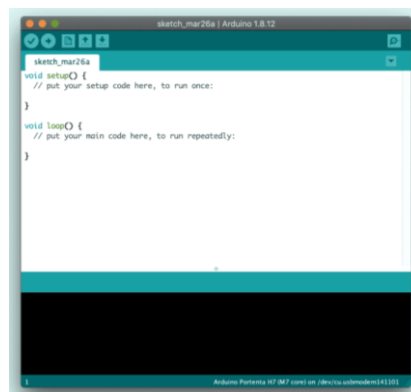 sketch_mar26a | Arduino 1.8.12
sketch_mar26a
void setup() {
// put your setup code here, to run once:
}
void loop() {
// put your main code here, to run repeatedly:
}
1
Arduino Portenta H7 (M7 core) on /dev/cu.usbmodem141101